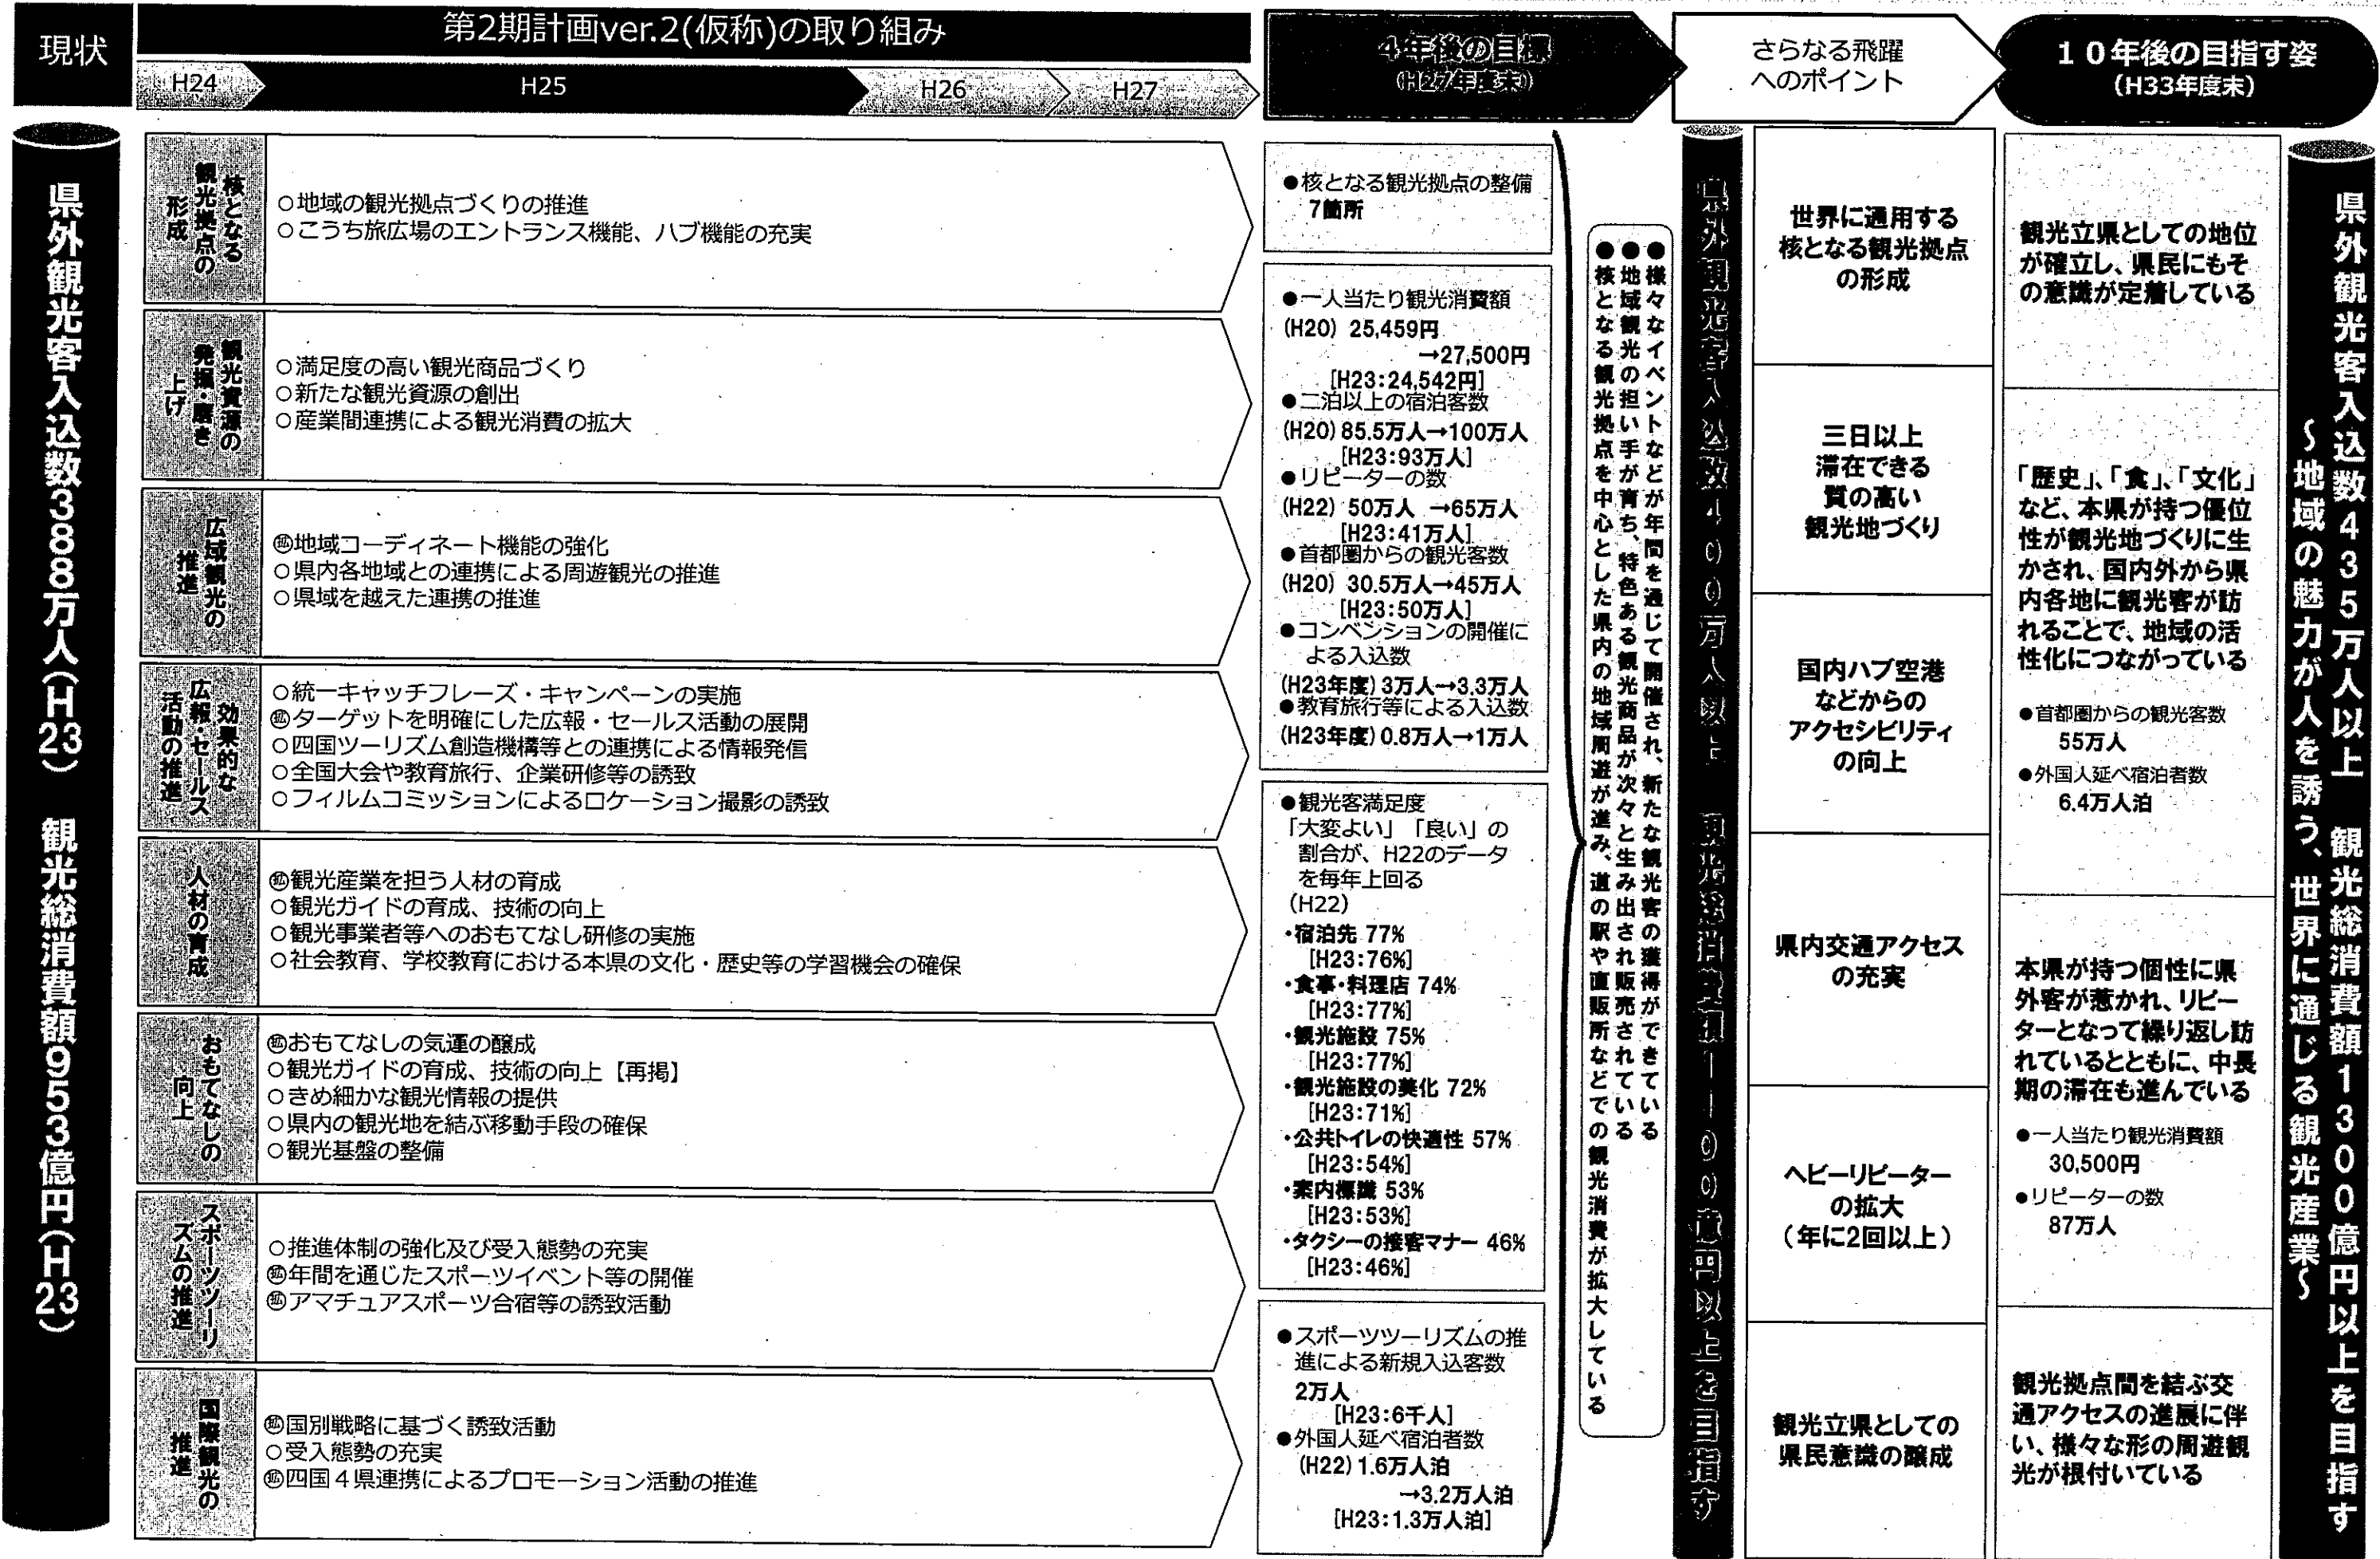 現状
第2期計画ver.2(仮称)の取り組み
H24
H25
H26
H27
4年後の目標
(H27年度末)
さらなる飛躍
へのポイント
10年後の目指す姿
(H33年度末)
県外観光客入込数388万人(H23) 観光総消費額953億円(H23)
核となる
観光拠点の
形成
○地域の観光拠点づくりの推進
○こうち旅広場のエントランス機能、ハブ機能の充実
観光資源の
発掘・磨き
上げ
○満足度の高い観光商品づくり
○新たな観光資源の創出
○産業間連携による観光消費の拡大
広域観光の
推進
㊑地域コーディネート機能の強化
○県内各地域との連携による周遊観光の推進
○県域を越えた連携の推進
効果的な
広報・セールス
活動の推進
○統一キャッチフレーズ・キャンペーンの実施
拡ターゲットを明確にした広報・セールス活動の展開
○四国ツーリズム創造機構等との連携による情報発信
○全国大会や教育旅行、企業研修等の誘致
○フィルムコミッションによるロケーション撮影の誘致
人材の育成
拡観光産業を担う人材の育成
○観光ガイドの育成、技術の向上
○観光事業者等へのおもてなし研修の実施
○社会教育、学校教育における本県の文化・歴史等の学習機会の確保
おもてなしの
向上
拡おもてなしの気運の醸成
○観光ガイドの育成、技術の向上【再掲】
○きめ細かな観光情報の提供
○県内の観光地を結ぶ移動手段の確保
○観光基盤の整備
スポーツツーリ
ズムの推進
○推進体制の強化及び受入態勢の充実
拡年間を通じたスポーツイベント等の開催
拡アマチュアスポーツ合宿等の誘致活動
国際観光の
推進
拡国別戦略に基づく誘致活動
○受入態勢の充実
拡四国4県連携によるプロモーション活動の推進
●核となる観光拠点の整備
7箇所
●一人当たり観光消費額
(H20) 25,459円
→27,500円
[H23:24,542円]
●二泊以上の宿泊客数
(H20) 85.5万人→100万人
[H23:93万人]
●リピーターの数
(H22) 50万人 →65万人
[H23:41万人]
●首都圏からの観光客数
(H20) 30.5万人→45万人
[H23:50万人]
●コンベンションの開催に
よる入込数
(H23年度) 3万人→3.3万人
●教育旅行等による入込数
(H23年度) 0.8万人→1万人
●観光客満足度
「大変よい」「良い」の
割合が、H22のデータ
を毎年上回る
(H22)
・宿泊先 77%
[H23:76%]
・食事・料理店 74%
[H23:77%]
・観光施設 75%
[H23:77%]
・観光施設の美化 72%
[H23:71%]
・公共トイレの快適性 57%
[H23:54%]
・案内標識 53%
[H23:53%]
・タクシーの接客マナー 46%
[H23:46%]
●スポーツツーリズムの推
進による新規入込客数
2万人
[H23:6千人]
●外国人延べ宿泊者数
(H22) 1.6万人泊
→3.2万人泊
[H23:1.3万人泊]
●様々なイベントなどが年間を通じて開催され、新たな観光客の獲得ができている
●地域観光の担い手が育ち、特色ある観光商品が次々と生み出され販売されている
●核となる観光拠点を中心とした県内の地域周遊が進み、道の駅や直販所などでの観光消費が拡大している
県外観光客入込数400万人以上 観光総消費額1100億円以上を目指す
世界に通用する
核となる観光拠点
の形成
三日以上
滞在できる
質の高い
観光地づくり
国内ハブ空港
などからの
アクセシビリティ
の向上
県内交通アクセス
の充実
ヘビーリピーター
の拡大
(年に2回以上)
観光立県としての
県民意識の醸成
観光立県としての地位
が確立し、県民にもそ
の意識が定着している
「歴史」、「食」、「文化」
など、本県が持つ優位
性が観光地づくりに生
かされ、国内外から県
内各地に観光客が訪
れることで、地域の活
性化につながっている
●首都圏からの観光客数
55万人
●外国人延べ宿泊者数
6.4万人泊
本県が持つ個性に県
外客が惹かれ、リピー
ターとなって繰り返し訪
れているとともに、中長
期の滞在も進んでいる
●一人当たり観光消費額
30,500円
●リピーターの数
87万人
観光拠点間を結ぶ交
通アクセスの進展に伴
い、様々な形の周遊観
光が根付いている
県外観光客入込数435万人以上 観光総消費額1300億円以上を目指す
～地域の魅力が人を誘う、世界に通じる観光産業～